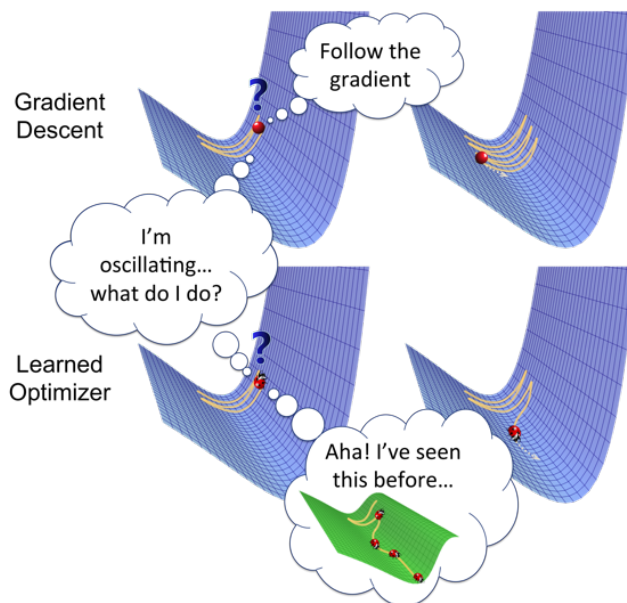 Follow the
gradient
?
Gradient
Descent
I'm
oscillating...
what do I do?
?
Learned
Optimizer
Aha! I've seen
this before...